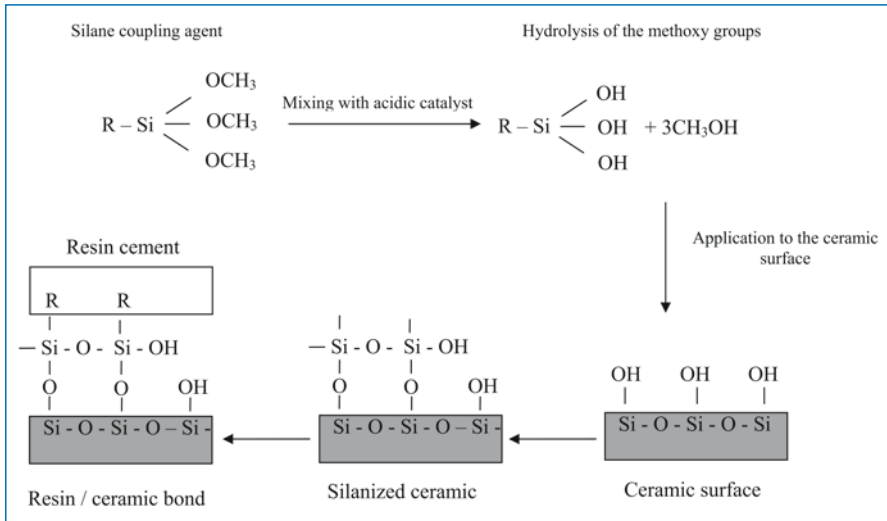 Silane coupling agent
Hydrolysis of the methoxy groups
OCH₃
R – Si — OCH₃
OCH₃
Mixing with acidic catalyst
OH
R – Si — OH + 3CH₃OH
OH
Application to the ceramic
surface
Resin cement
R R
— Si - O - Si - OH
O O OH
Si - O - Si - O – Si -
Resin / ceramic bond
— Si - O - Si - OH
O O OH
Si - O - Si - O – Si -
Silanized ceramic
OH OH OH
Si - O - Si - O - Si
Ceramic surface